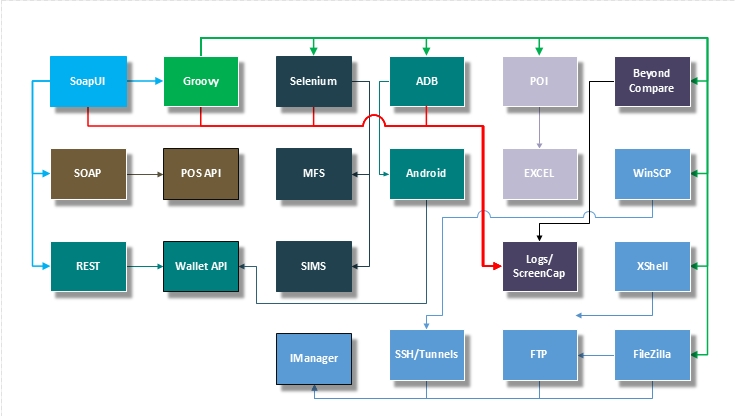 SoapUI
Groovy
Selenium
ADB
POI
Beyond
Compare
SOAP
POS API
MFS
Android
EXCEL
WinSCP
REST
Wallet API
SIMS
Logs/
ScreenCap
XShell
IManager
SSH/Tunnels
FTP
FileZilla